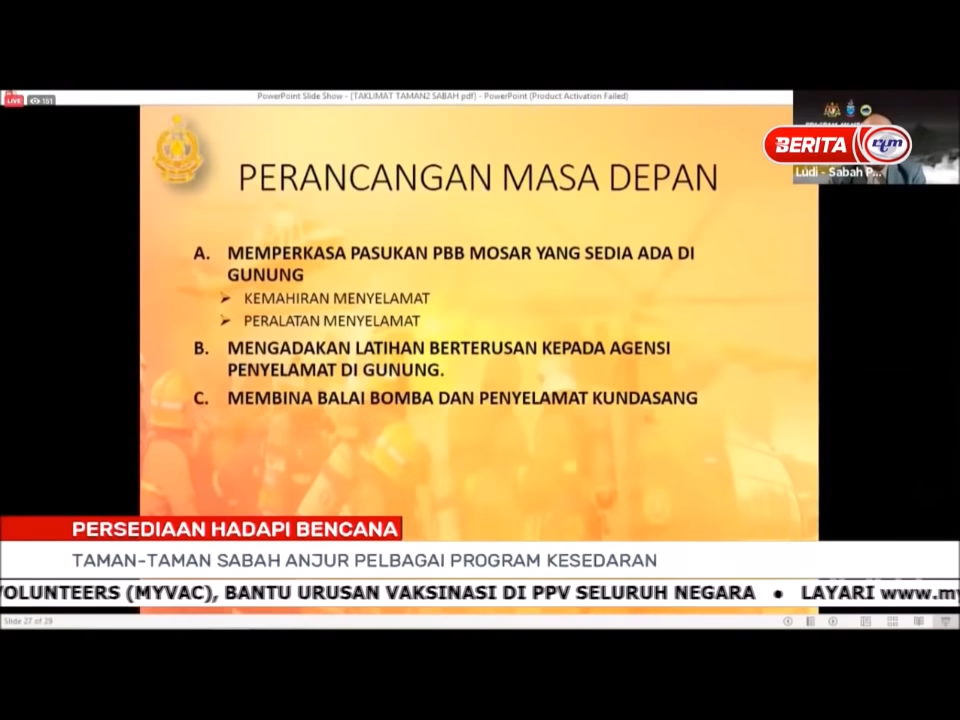 LIVE 151
PowerPoint Slide Show - [TAKLIMAT TAMAN2 SABAH pdf] - PowerPoint (Product Activation Failed)
BERITA rtm
Ludi - Sabah P...
PERANCANGAN MASA DEPAN
A. MEMPERKASA PASUKAN PBB MOSAR YANG SEDIA ADA DI
GUNUNG
➢ KEMAHIRAN MENYELAMAT
➢ PERALATAN MENYELAMAT
B. MENGADAKAN LATIHAN BERTERUSAN KEPADA AGENSI
PENYELAMAT DI GUNUNG.
C. MEMBINA BALAI BOMBA DAN PENYELAMAT KUNDASANG
PERSEDIAAN HADAPI BENCANA
TAMAN-TAMAN SABAH ANJUR PELBAGAI PROGRAM KESEDARAN
VOLUNTEERS (MYVAC), BANTU URUSAN VAKSINASI DI PPV SELURUH NEGARA • LAYARI www.my
Slide 27 of 29